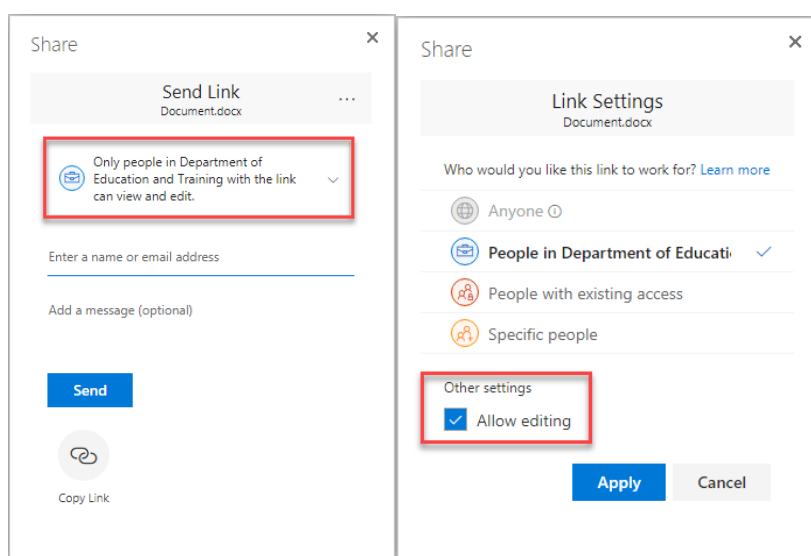 Share
Send Link
Document.docx
Only people in Department of
Education and Training with the link
can view and edit.
Enter a name or email address
Add a message (optional)
Send
Copy Link
Share
Link Settings
Document.docx
Who would you like this link to work for? Learn more
Anyone
People in Department of Educati
People with existing access
Specific people
Other settings
Allow editing
Apply
Cancel